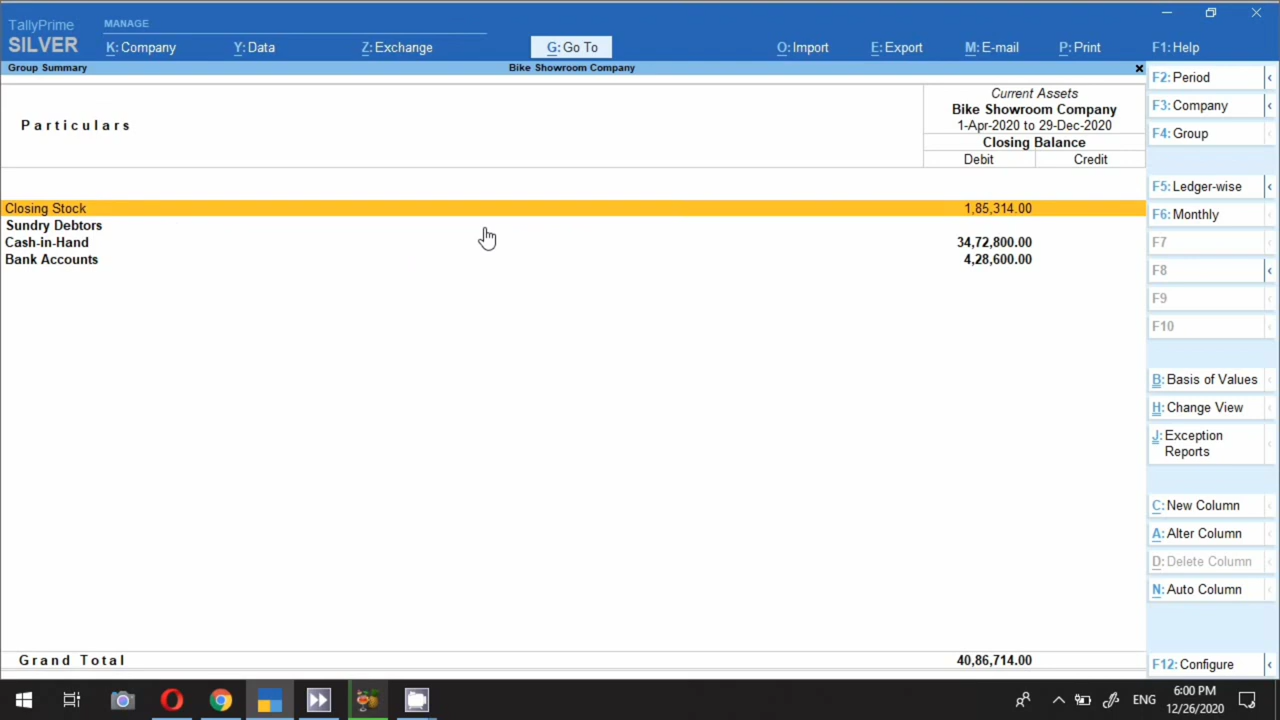 TallyPrime
SILVER
MANAGE
K: Company
Y: Data
Z: Exchange
G: Go To
O: Import
E: Export
M: E-mail
P: Print
F1: Help
Group Summary
Bike Showroom Company
Particulars
Current Assets
Bike Showroom Company
1-Apr-2020 to 29-Dec-2020
Closing Balance
Debit Credit
Closing Stock 1,85,314.00
Sundry Debtors
Cash-in-Hand 34,72,800.00
Bank Accounts 4,28,600.00
Grand Total 40,86,714.00
F2: Period
F3: Company
F4: Group
F5: Ledger-wise
F6: Monthly
F7
F8
F9
F10
B: Basis of Values
H: Change View
J: Exception
Reports
C: New Column
A: Alter Column
D: Delete Column
N: Auto Column
F12: Configure
ENG
6:00 PM
12/26/2020